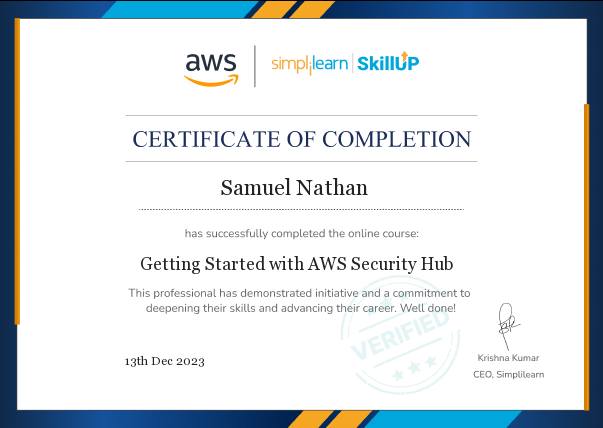 aws simplilearn SkillUP
CERTIFICATE OF COMPLETION
Samuel Nathan
has successfully completed the online course:
Getting Started with AWS Security Hub
This professional has demonstrated initiative and a commitment to
deepening their skills and advancing their career. Well done!
VERIFIED
13th Dec 2023
Krishna Kumar
CEO, Simplilearn